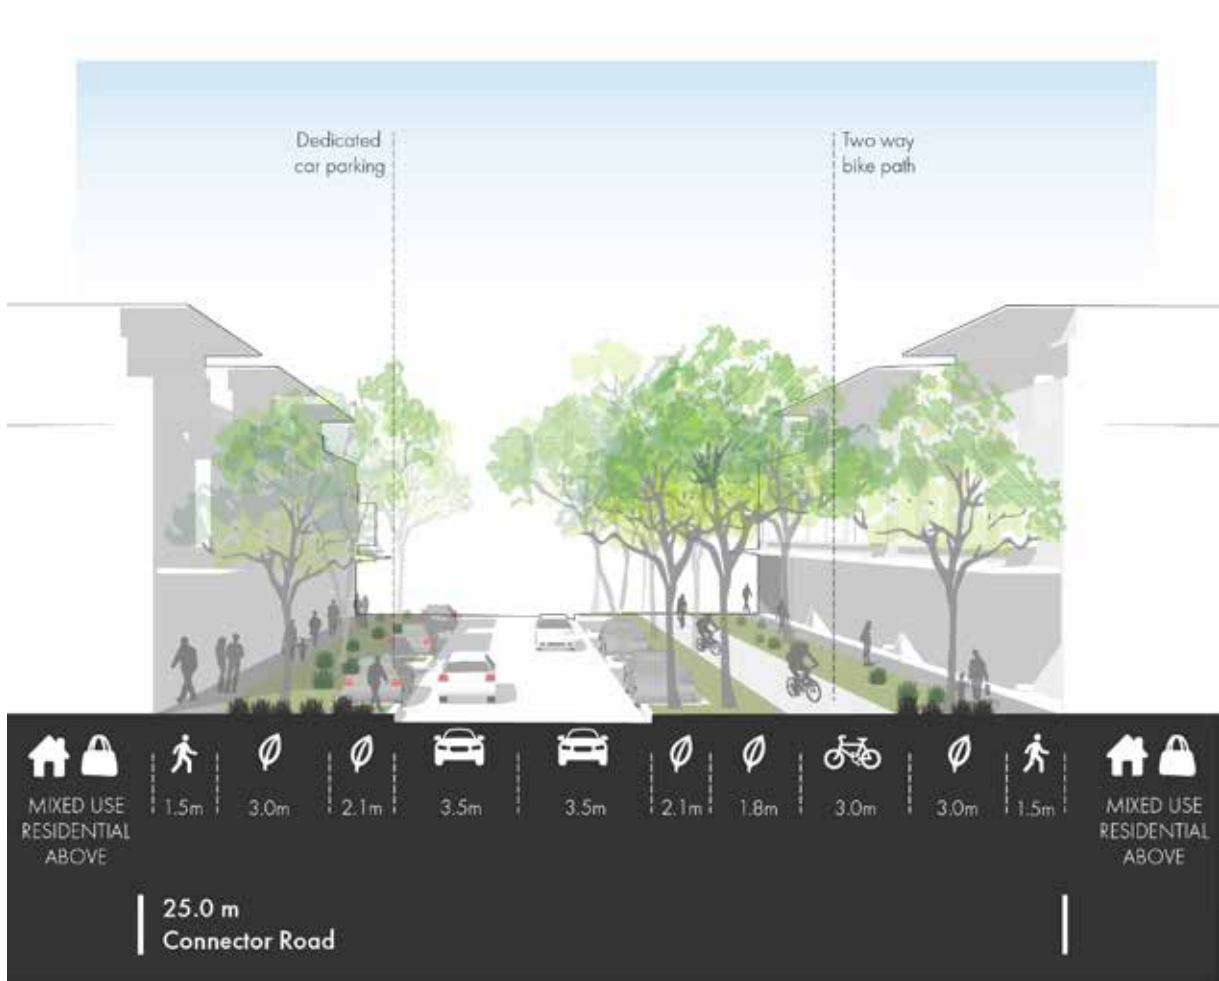 Dedicated
car parking
Two way
bike path
MIXED USE
RESIDENTIAL
ABOVE
1.5m
3.0m
2.1m
3.5m
3.5m
2.1m
1.8m
3.0m
3.0m
1.5m
MIXED USE
RESIDENTIAL
ABOVE
25.0 m
Connector Road